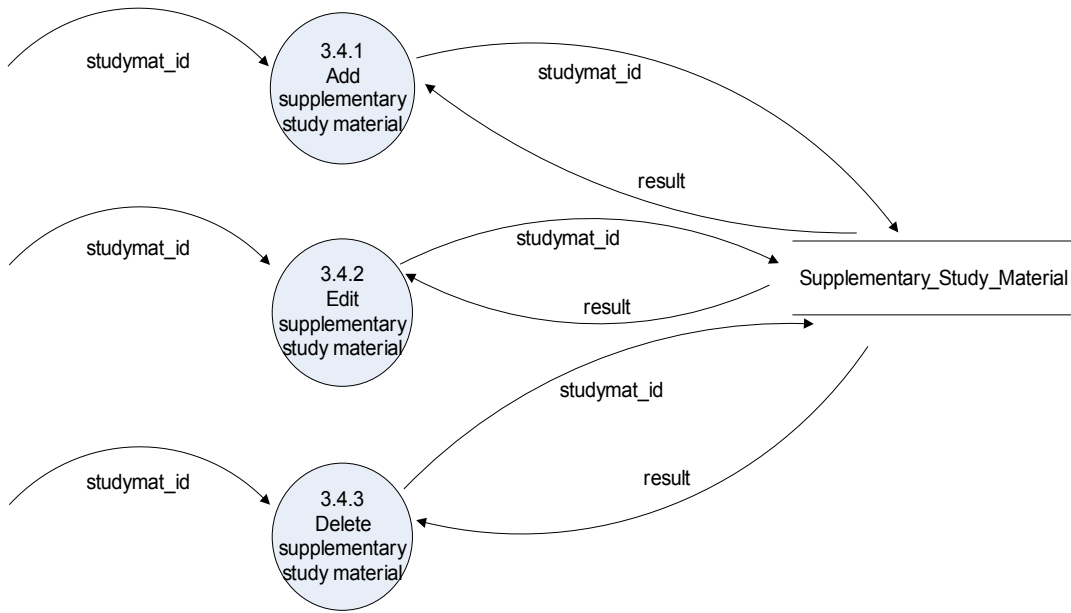 studymat_id
3.4.1
Add
supplementary
study material
studymat_id
result
studymat_id
3.4.2
Edit
supplementary
study material
studymat_id
result
Supplementary_Study_Material
studymat_id
3.4.3
Delete
supplementary
study material
studymat_id
result